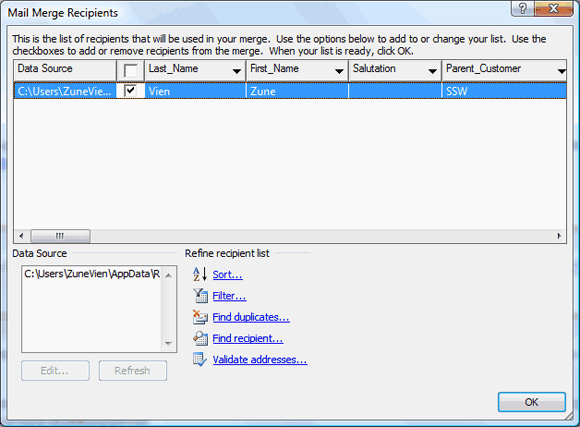 Mail Merge Recipients
This is the list of recipients that will be used in your merge. Use the options below to add to or change your list. Use the
checkboxes to add or remove recipients from the merge. When your list is ready, click OK.
Data Source Last_Name First_Name Salutation Parent_Customer
C:\Users\ZuneVie... Vien Zune SSW
Data Source Refine recipient list
C:\Users\ZuneVien\AppData\R
Sort...
Filter...
Find duplicates...
Find recipient...
Validate addresses...
Edit... Refresh
OK